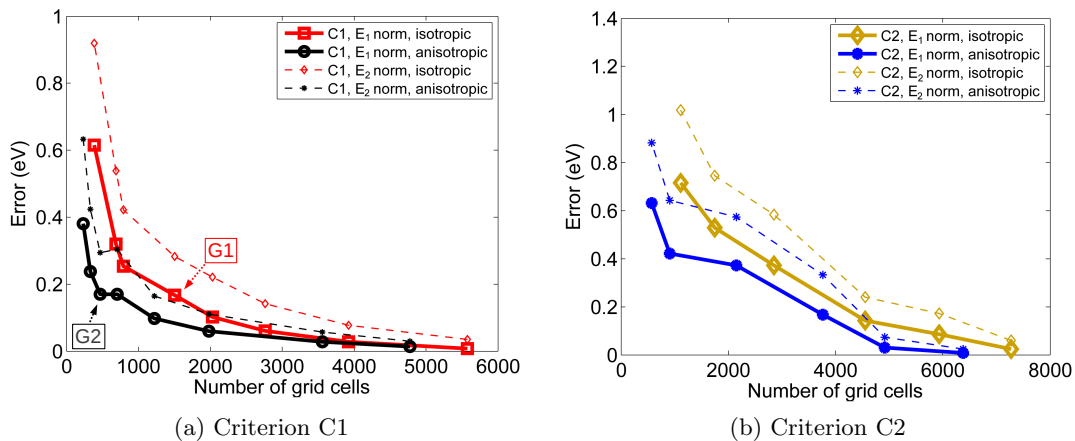 1
0.8
0.6
0.4
0.2
0
Error (eV)
0 1000 2000 3000 4000 5000 6000
Number of grid cells
C1, E₁ norm, isotropic
C1, E₁ norm, anisotropic
C1, E₂ norm, isotropic
C1, E₂ norm, anisotropic
G1
G2
(a) Criterion C1
1.4
1.2
1
0.8
0.6
0.4
0.2
0
Error (eV)
0 2000 4000 6000 8000
Number of grid cells
C2, E₁ norm, isotropic
C2, E₁ norm, anisotropic
C2, E₂ norm, isotropic
C2, E₂ norm, anisotropic
(b) Criterion C2